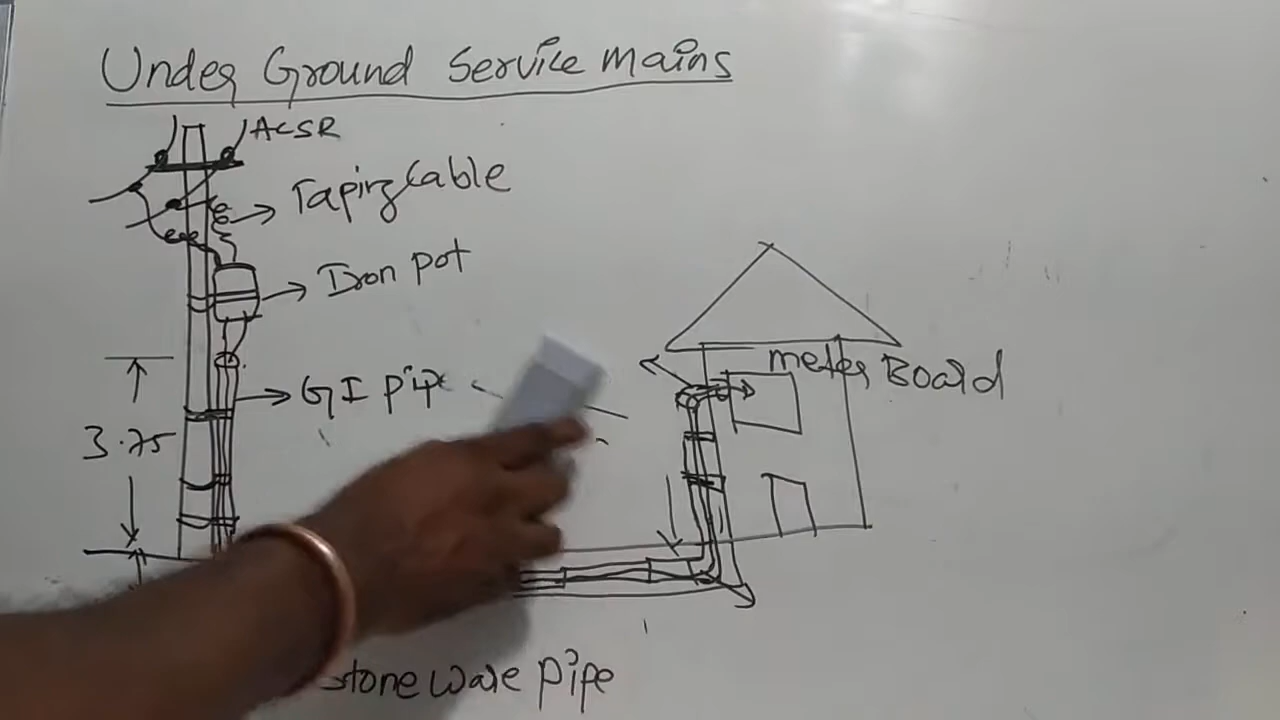 Under Ground Service mains
ACSR
Taping Cable
Iron pot
meter Board
GI pipe
3.75
stone ware pipe